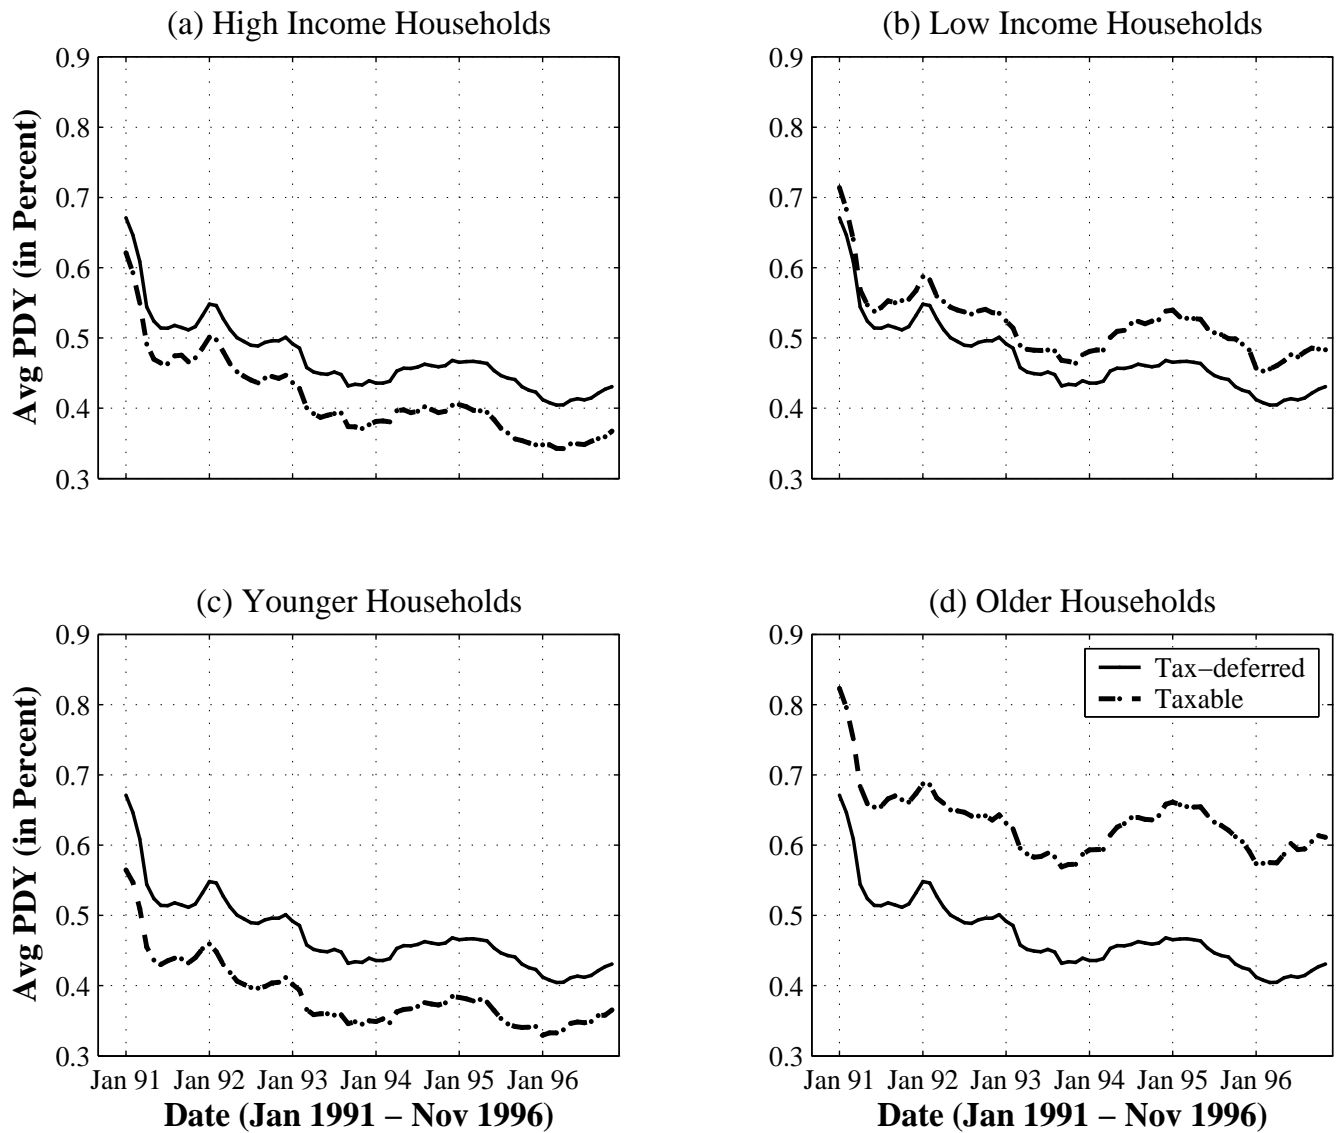 (a) High Income Households
0.9
0.8
0.7
0.6
0.5
0.4
0.3
Avg PDY (in Percent)
(b) Low Income Households
0.9
0.8
0.7
0.6
0.5
0.4
0.3
(c) Younger Households
0.9
0.8
0.7
0.6
0.5
0.4
0.3
Avg PDY (in Percent)
Jan 91 Jan 92 Jan 93 Jan 94 Jan 95 Jan 96
Date (Jan 1991 − Nov 1996)
(d) Older Households
0.9
0.8
0.7
0.6
0.5
0.4
0.3
Tax−deferred
Taxable
Jan 91 Jan 92 Jan 93 Jan 94 Jan 95 Jan 96
Date (Jan 1991 − Nov 1996)